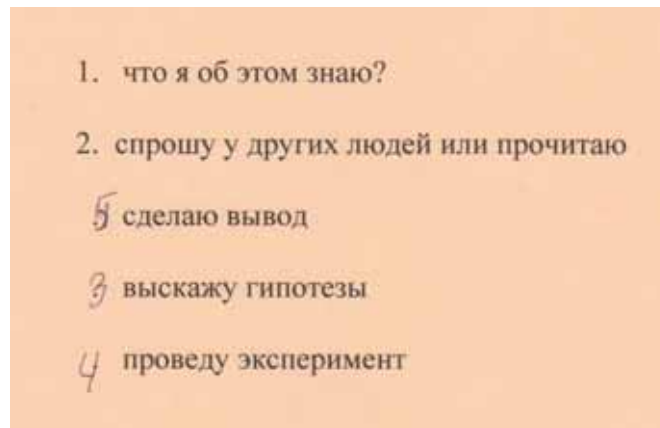 1. что я об этом знаю?
2. спрошу у других людей или прочитаю
5 сделаю вывод
3 выскажу гипотезы
4 проведу эксперимент